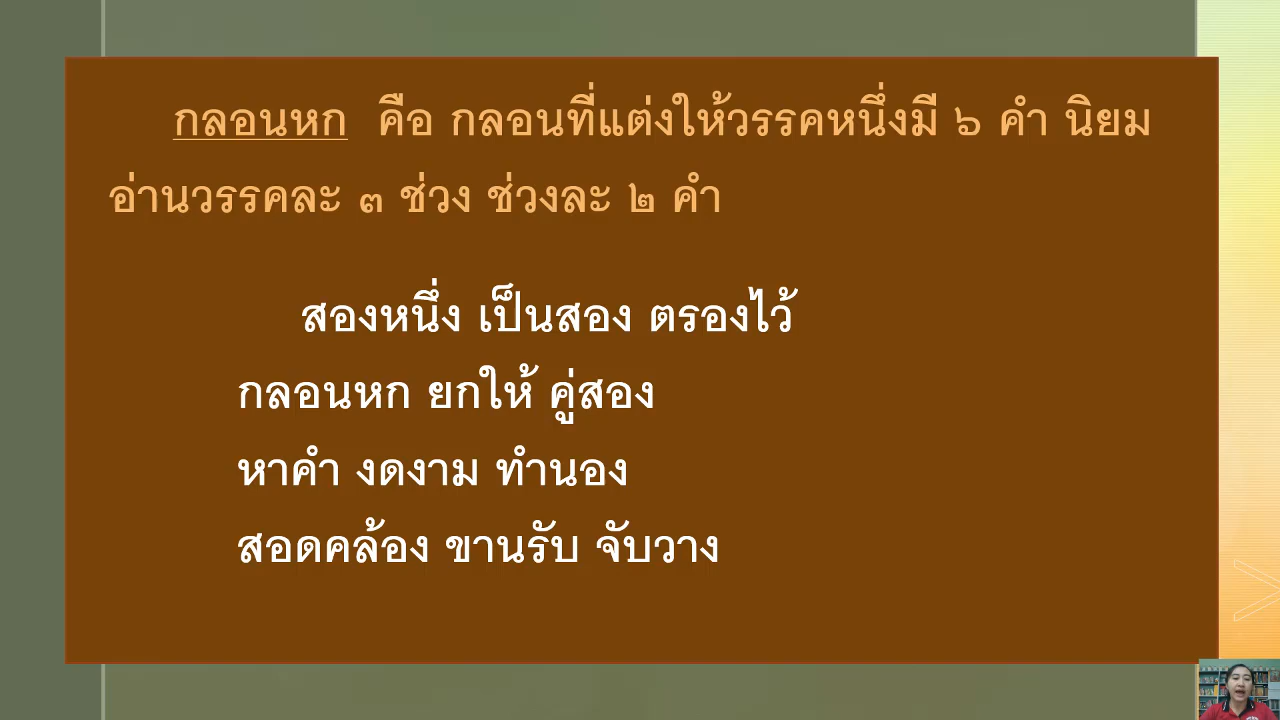 กลอนหก คือ กลอนที่แต่งให้วรรคหนึ่งมี ๖ คำ นิยม
อ่านวรรคละ ๓ ช่วง ช่วงละ ๒ คำ
สองหนึ่ง เป็นสอง ตรองไว้
กลอนหก ยกให้ คู่สอง
หาคำ งดงาม ทำนอง
สอดคล้อง ขานรับ จับวาง